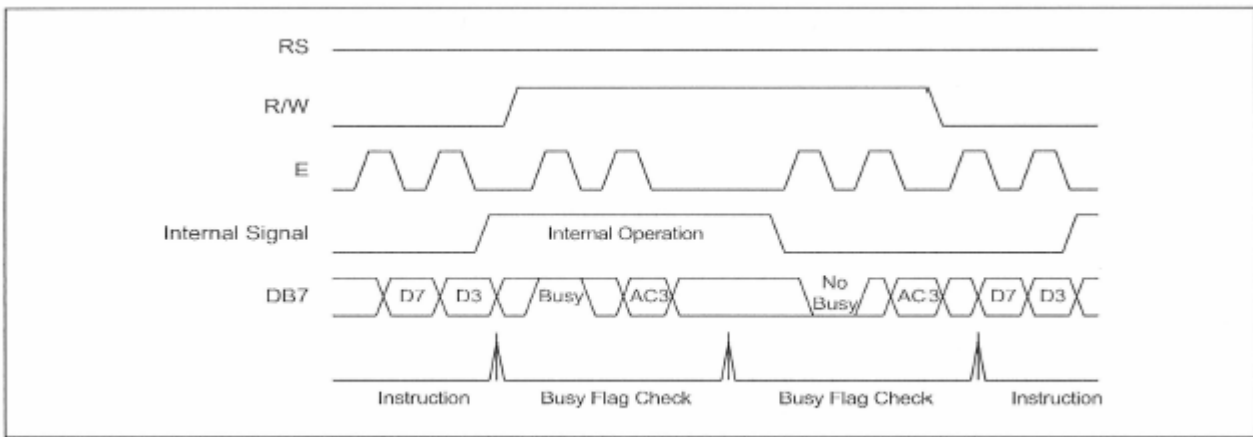 RS
R/W
E
Internal Signal
Internal Operation
DB7
D7
D3
Busy
AC3
No
Busy
AC3
D7
D3
Instruction
Busy Flag Check
Busy Flag Check
Instruction